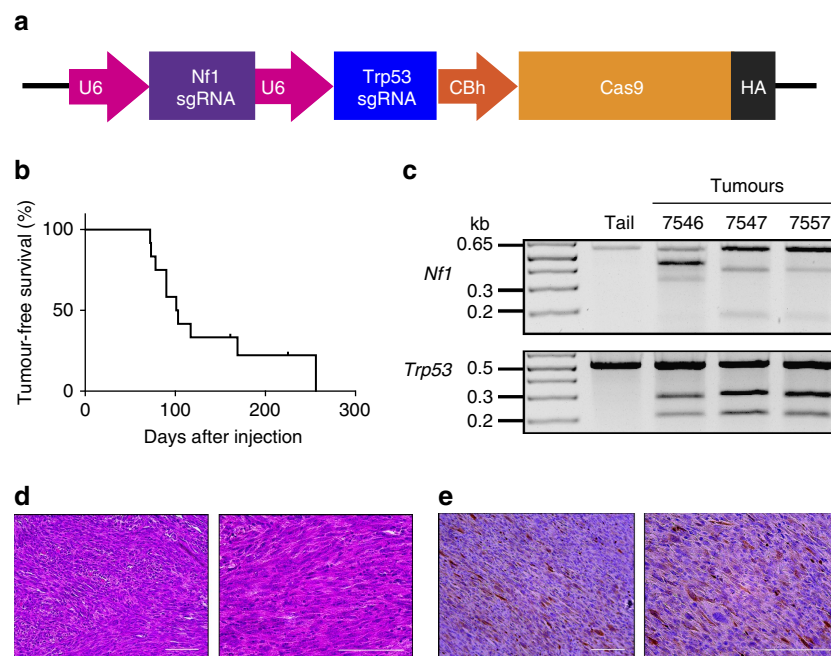 a
U6
Nf1
sgRNA
U6
Trp53
sgRNA
CBh
Cas9
HA
b
Tumour-free survival (%)
100
50
0
0 100 200 300
Days after injection
c
Tumours
kb Tail 7546 7547 7557
0.65
Nf1
0.3
0.2
Trp53
0.5
0.3
0.2
d
e